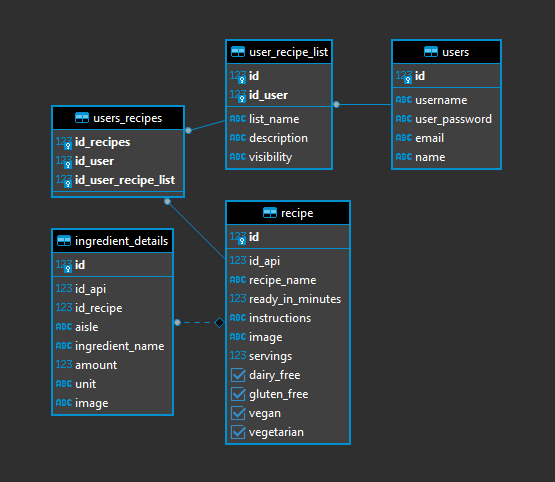 user_recipe_list
123 id
123 id_user
ABC list_name
ABC description
ABC visibility
users
123 id
ABC username
ABC user_password
ABC email
ABC name
users_recipes
123 id_recipes
123 id_user
123 id_user_recipe_list
recipe
123 id
123 id_api
ABC recipe_name
123 ready_in_minutes
ABC instructions
ABC image
123 servings
dairy_free
gluten_free
vegan
vegetarian
ingredient_details
123 id
123 id_api
123 id_recipe
ABC aisle
ABC ingredient_name
123 amount
ABC unit
ABC image